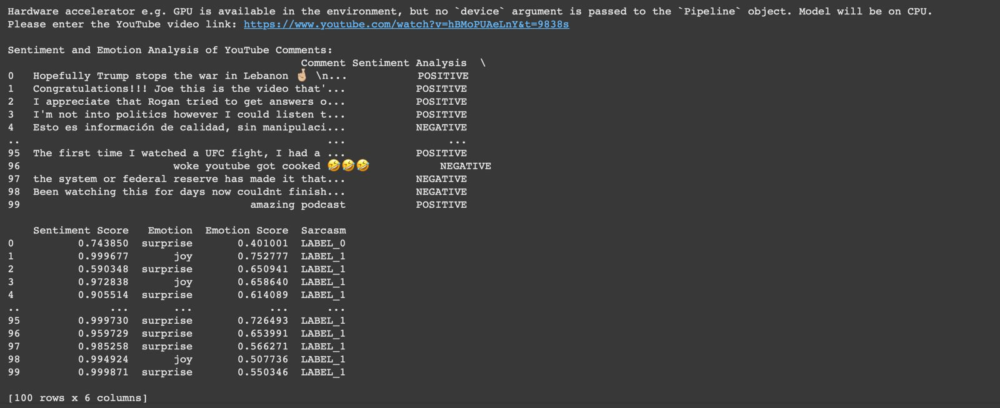 Hardware accelerator e.g. GPU is available in the environment, but no `device` argument is passed to the `Pipeline` object. Model will be on CPU.
Please enter the YouTube video link: https://www.youtube.com/watch?v=hBMoPUAeLnY&t=9838s
Sentiment and Emotion Analysis of YouTube Comments:
Comment Sentiment Analysis \
0 Hopefully Trump stops the war in Lebanon 🤞🏼 \n... POSITIVE
1 Congratulations!!! Joe this is the video that'... POSITIVE
2 I appreciate that Rogan tried to get answers o... POSITIVE
3 I'm not into politics however I could listen t... POSITIVE
4 Esto es información de calidad, sin manipulaci... NEGATIVE
.. ... ...
95 The first time I watched a UFC fight, I had a ... POSITIVE
96 woke youtube got cooked 🤣🤣🤣 NEGATIVE
97 the system or federal reserve has made it that... NEGATIVE
98 Been watching this for days now couldnt finish... NEGATIVE
99 amazing podcast POSITIVE
Sentiment Score Emotion Emotion Score Sarcasm
0 0.743850 surprise 0.401001 LABEL_0
1 0.999677 joy 0.752777 LABEL_1
2 0.590348 surprise 0.650941 LABEL_1
3 0.972838 joy 0.658640 LABEL_1
4 0.905514 surprise 0.614089 LABEL_1
.. ... ... ... ...
95 0.999730 surprise 0.726493 LABEL_1
96 0.959729 surprise 0.653991 LABEL_1
97 0.985258 surprise 0.566271 LABEL_1
98 0.994924 joy 0.507736 LABEL_1
99 0.999871 surprise 0.550346 LABEL_1
[100 rows x 6 columns]